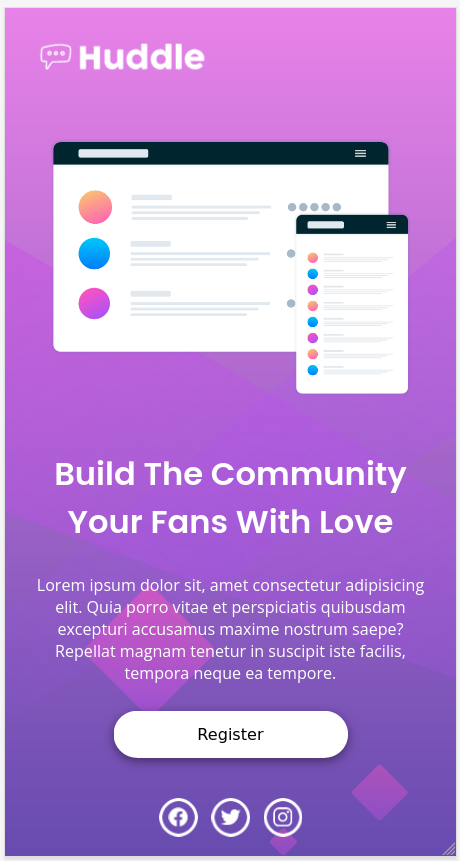 Huddle
Build The Community
Your Fans With Love
Lorem ipsum dolor sit, amet consectetur adipisicing
elit. Quia porro vitae et perspiciatis quibusdam
excepturi accusamus maxime nostrum saepe?
Repellat magnam tenetur in suscipit iste facilis,
tempora neque ea tempore.
Register